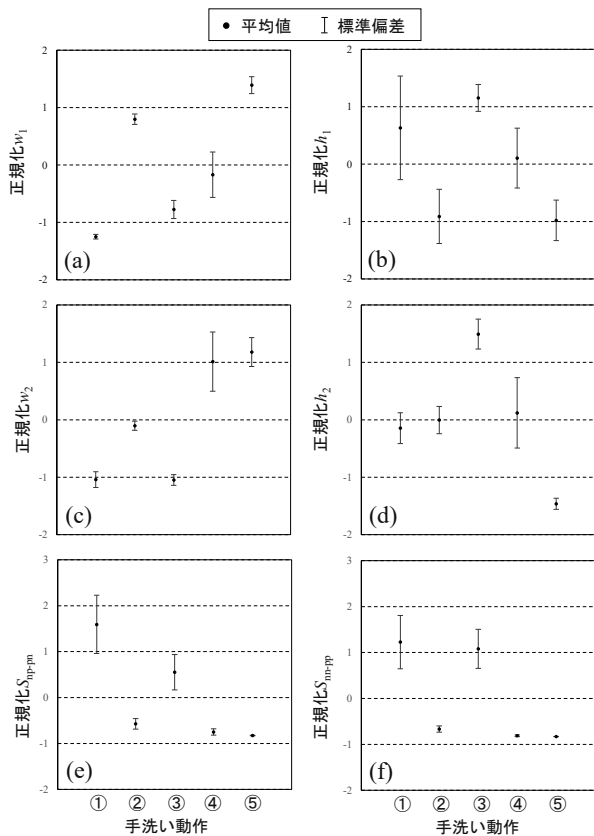 平均値 標準偏差
2
1
0
-1
-2
正規化w₁
(a)
2
1
0
-1
-2
正規化h₁
(b)
2
1
0
-1
-2
正規化w₂
(c)
2
1
0
-1
-2
正規化h₂
(d)
3
2
1
0
-1
-2
正規化Snp-pn
(e)
① ② ③ ④ ⑤
手洗い動作
3
2
1
0
-1
-2
正規化Snn-pp
(f)
① ② ③ ④ ⑤
手洗い動作